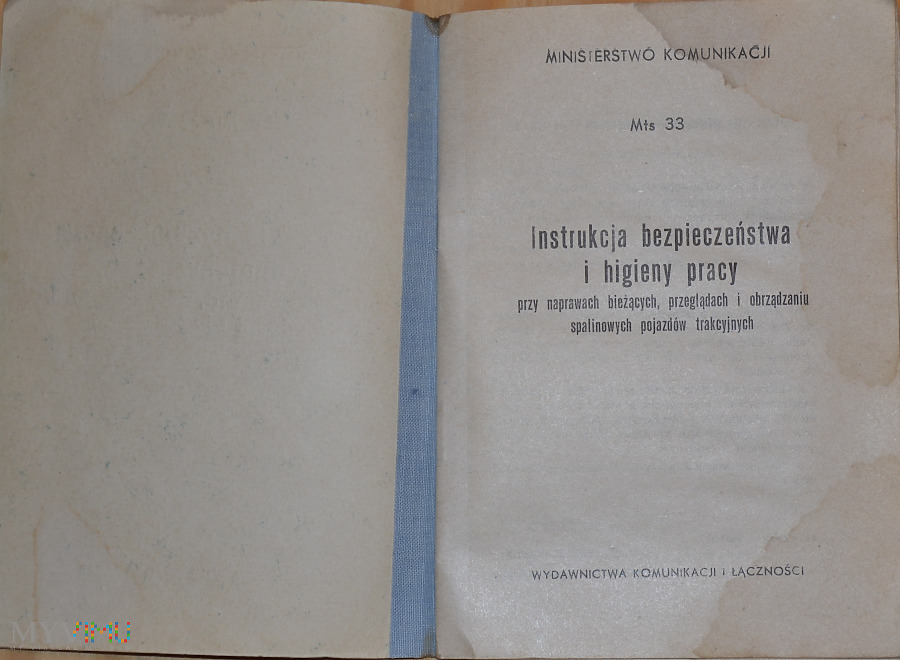 MINISTERSTWO KOMUNIKACJI
Mts 33
Instrukcja bezpieczeństwa
i higieny pracy
przy naprawach bieżących, przeglądach i obrządzaniu
spalinowych pojazdów trakcyjnych
WYDAWNICTWA KOMUNIKACJI I ŁĄCZNOŚCI